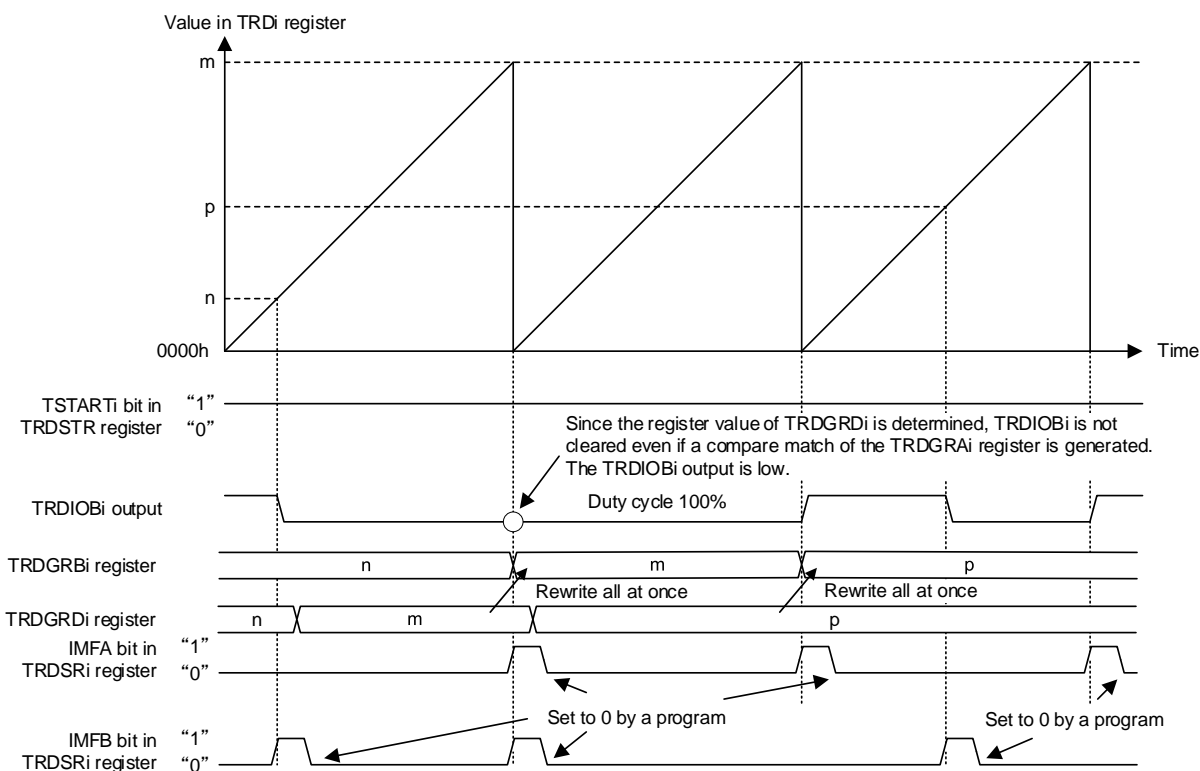 Value in TRDi register
m
p
n
0000h
Time
TSTARTi bit in
TRDSTR register
“1”
“0”
Since the register value of TRDGRDi is determined, TRDIOBi is not
cleared even if a compare match of the TRDGRAi register is generated.
The TRDIOBi output is low.
TRDIOBi output
Duty cycle 100%
TRDGRBi register
n
m
p
Rewrite all at once
Rewrite all at once
TRDGRDi register
n
m
p
IMFA bit in
TRDSRi register
“1”
“0”
Set to 0 by a program
Set to 0 by a program
IMFB bit in
TRDSRi register
“1”
“0”